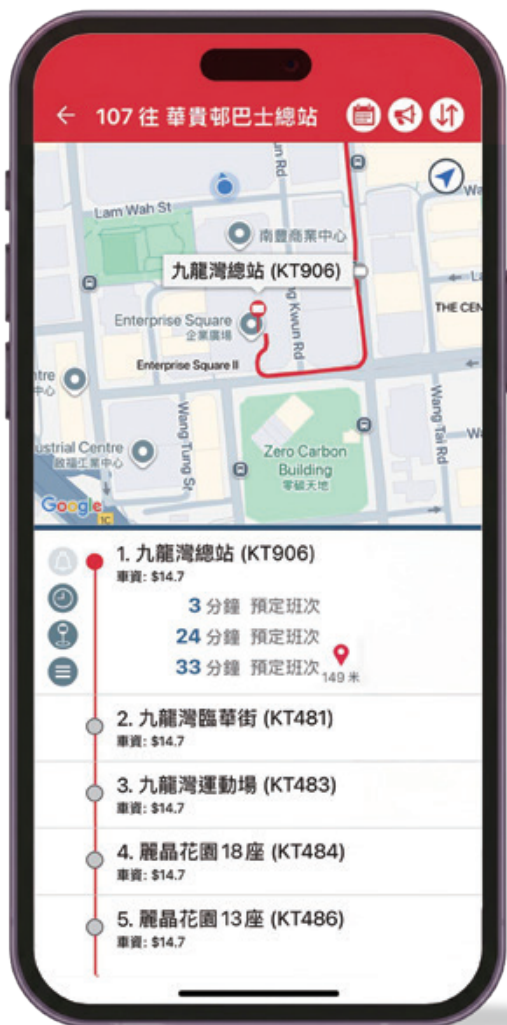 107 往 華貴邨巴士總站
Lam Wah St
南豐商業中心
九龍灣總站 (KT906)
Enterprise Square
企業廣場
Enterprise Square II
Kwun Rd
THE CEN
Wang Tung St
Wang Tai Rd
ustrial Centre
啟福工業中心
Zero Carbon
Building
零碳天地
Google
1. 九龍灣總站 (KT906)
車資: $14.7
3 分鐘 預定班次
24 分鐘 預定班次
33 分鐘 預定班次
149 米
2. 九龍灣臨華街 (KT481)
車資: $14.7
3. 九龍灣運動場 (KT483)
車資: $14.7
4. 麗晶花園 18 座 (KT484)
車資: $14.7
5. 麗晶花園 13 座 (KT486)
車資: $14.7